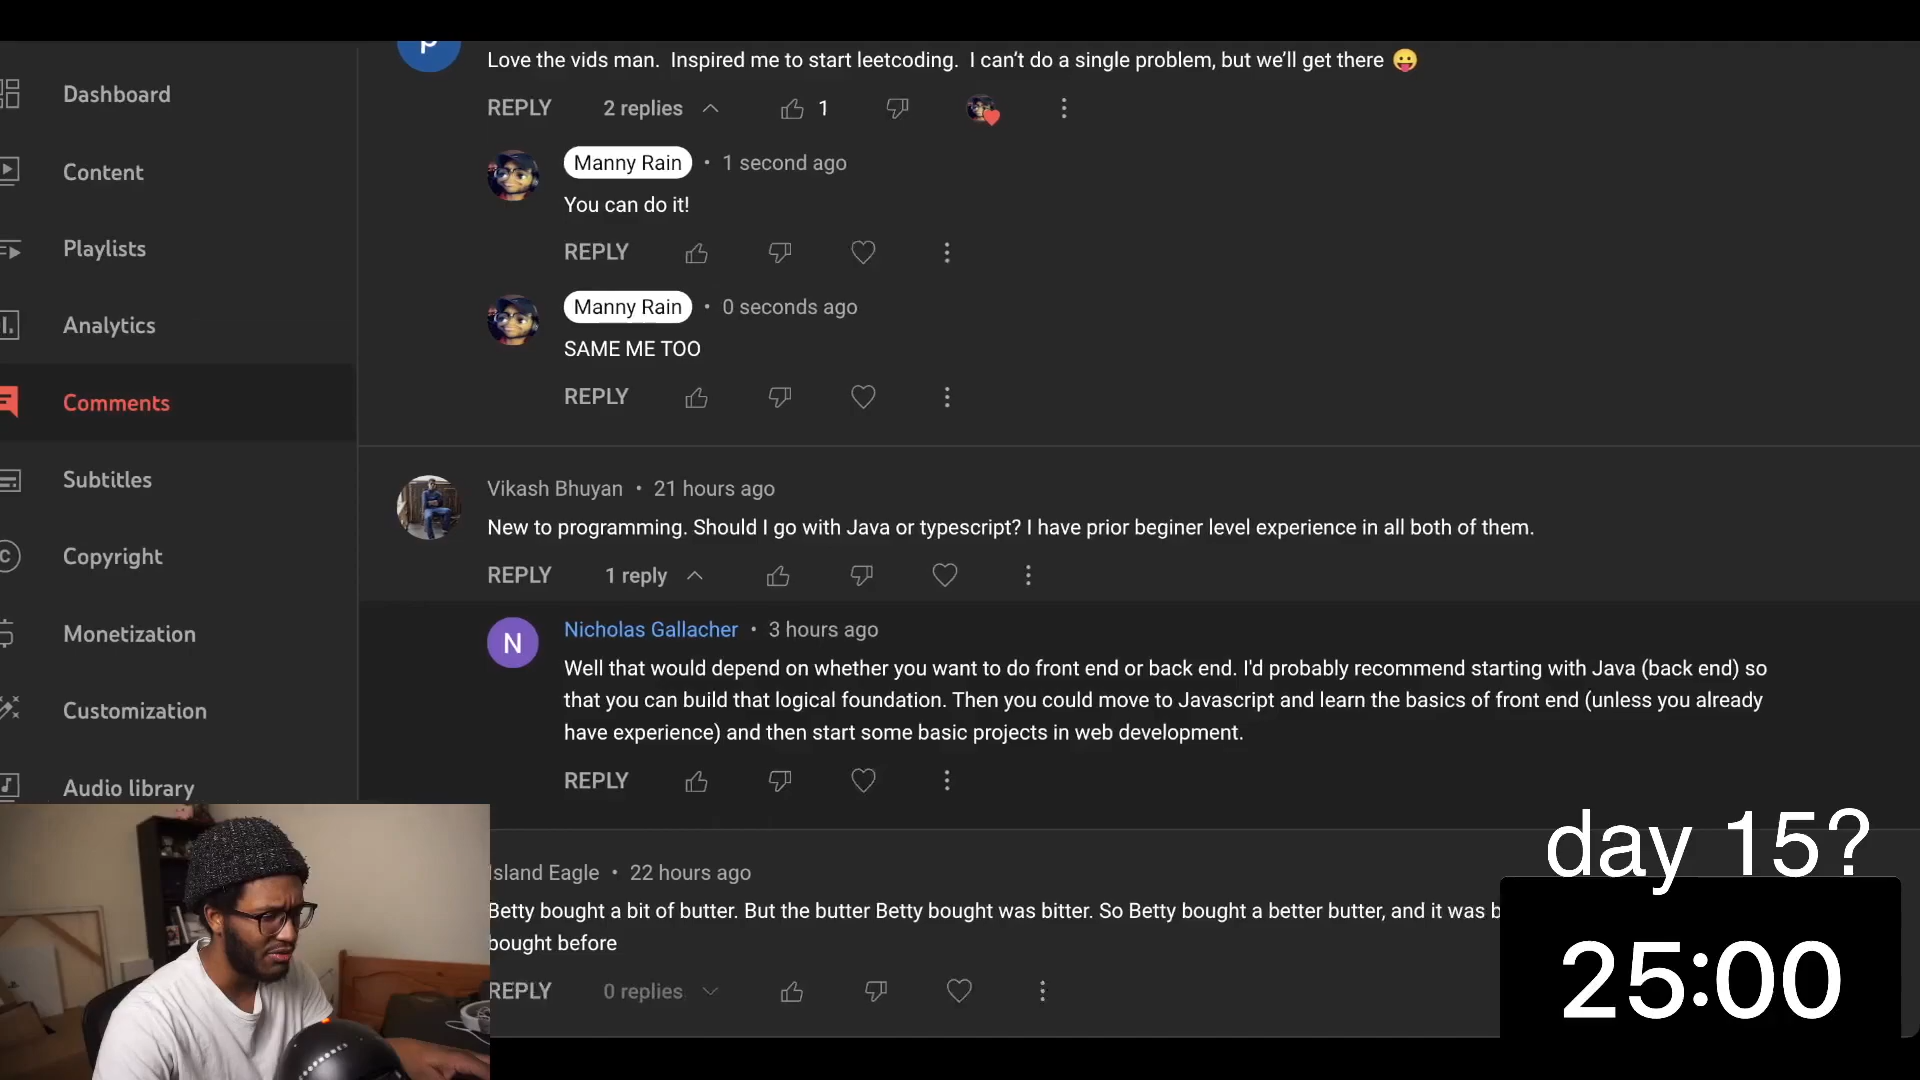 Dashboard
Content
Playlists
Analytics
Comments
Subtitles
Copyright
Monetization
Customization
Audio library
Love the vids man. Inspired me to start leetcoding. I can't do a single problem, but we'll get there 😜
REPLY 2 replies 1
Manny Rain • 1 second ago
You can do it!
REPLY
Manny Rain • 0 seconds ago
SAME ME TOO
REPLY
Vikash Bhuyan • 21 hours ago
New to programming. Should I go with Java or typescript? I have prior beginer level experience in all both of them.
REPLY 1 reply
N
Nicholas Gallacher • 3 hours ago
Well that would depend on whether you want to do front end or back end. I'd probably recommend starting with Java (back end) so
that you can build that logical foundation. Then you could move to Javascript and learn the basics of front end (unless you already
have experience) and then start some basic projects in web development.
REPLY
Island Eagle • 22 hours ago
Betty bought a bit of butter. But the butter Betty bought was bitter. So Betty bought a better butter, and it was
bought before
REPLY 0 replies
day 15?
25:00